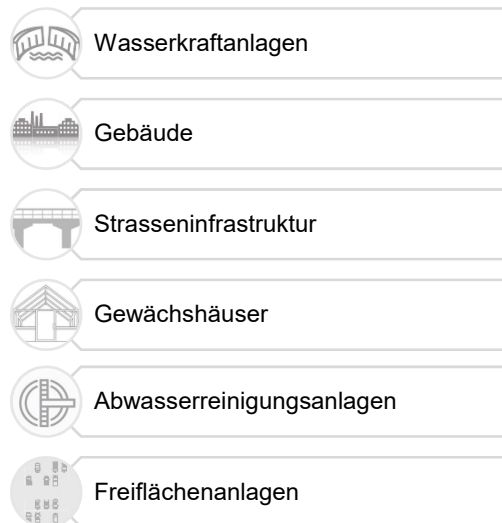 Wasserkraftanlagen
Gebäude
Strasseninfrastruktur
Gewächshäuser
Abwasserreinigungsanlagen
Freiflächenanlagen